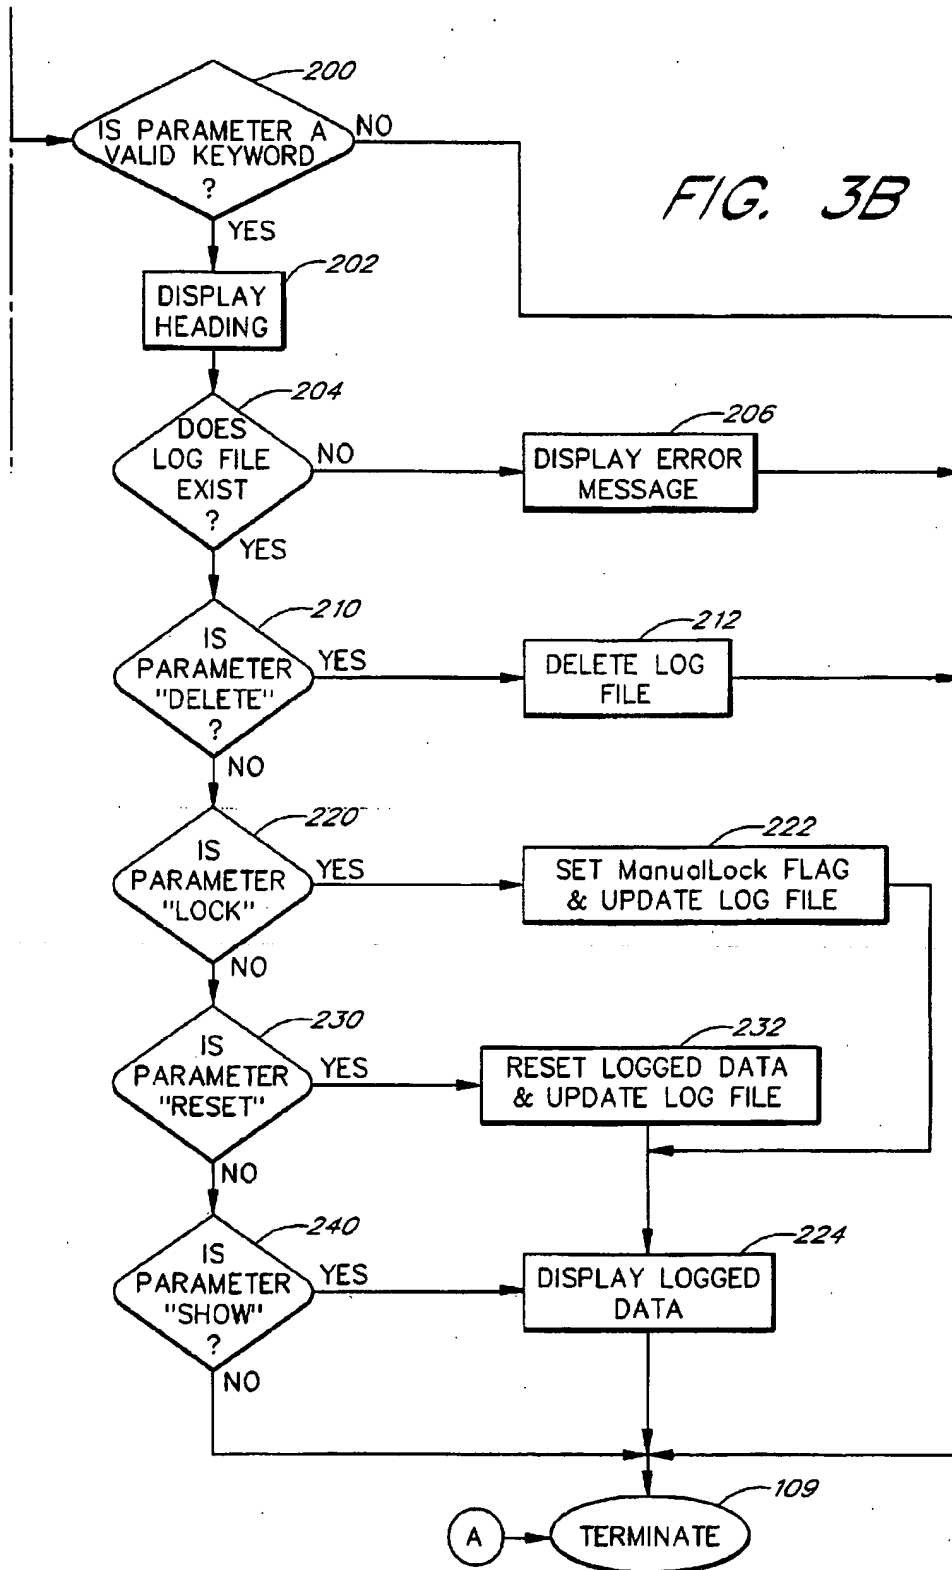 200
IS PARAMETER A
VALID KEYWORD
?
NO
YES
FIG. 3B
202
DISPLAY
HEADING
204
DOES
LOG FILE
EXIST
?
NO
YES
206
DISPLAY ERROR
MESSAGE
210
IS
PARAMETER
"DELETE"
?
YES
NO
212
DELETE LOG
FILE
220
IS
PARAMETER
"LOCK"
YES
NO
222
SET ManualLock FLAG
& UPDATE LOG FILE
230
IS
PARAMETER
"RESET"
YES
NO
232
RESET LOGGED DATA
& UPDATE LOG FILE
240
IS
PARAMETER
"SHOW"
?
YES
NO
224
DISPLAY LOGGED
DATA
109
A
TERMINATE